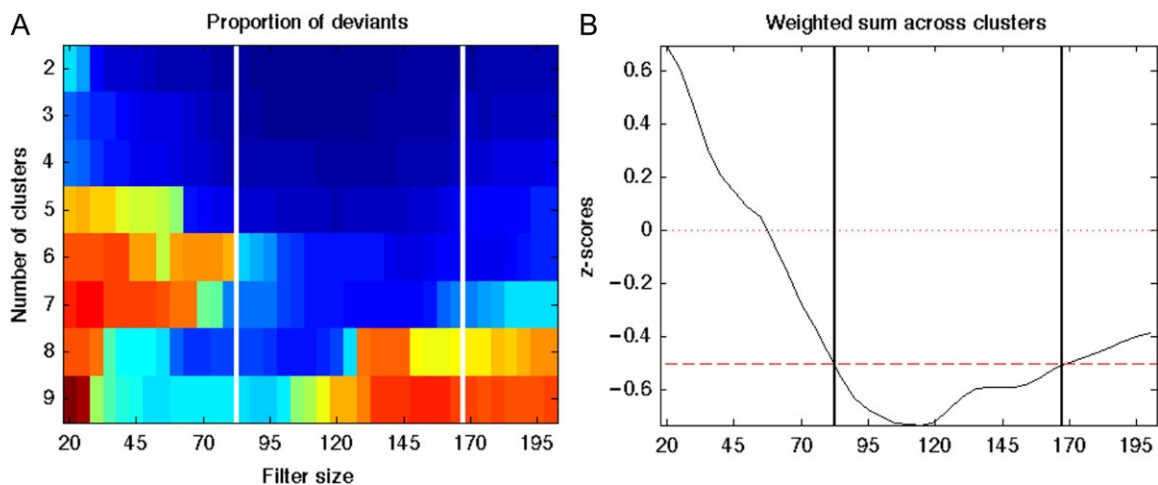 A
Proportion of deviants
Number of clusters
2
3
4
5
6
7
8
9
20 45 70 95 120 145 170 195
Filter size
B
Weighted sum across clusters
z-scores
0.6
0.4
0.2
0
−0.2
−0.4
−0.6
20 45 70 95 120 145 170 195